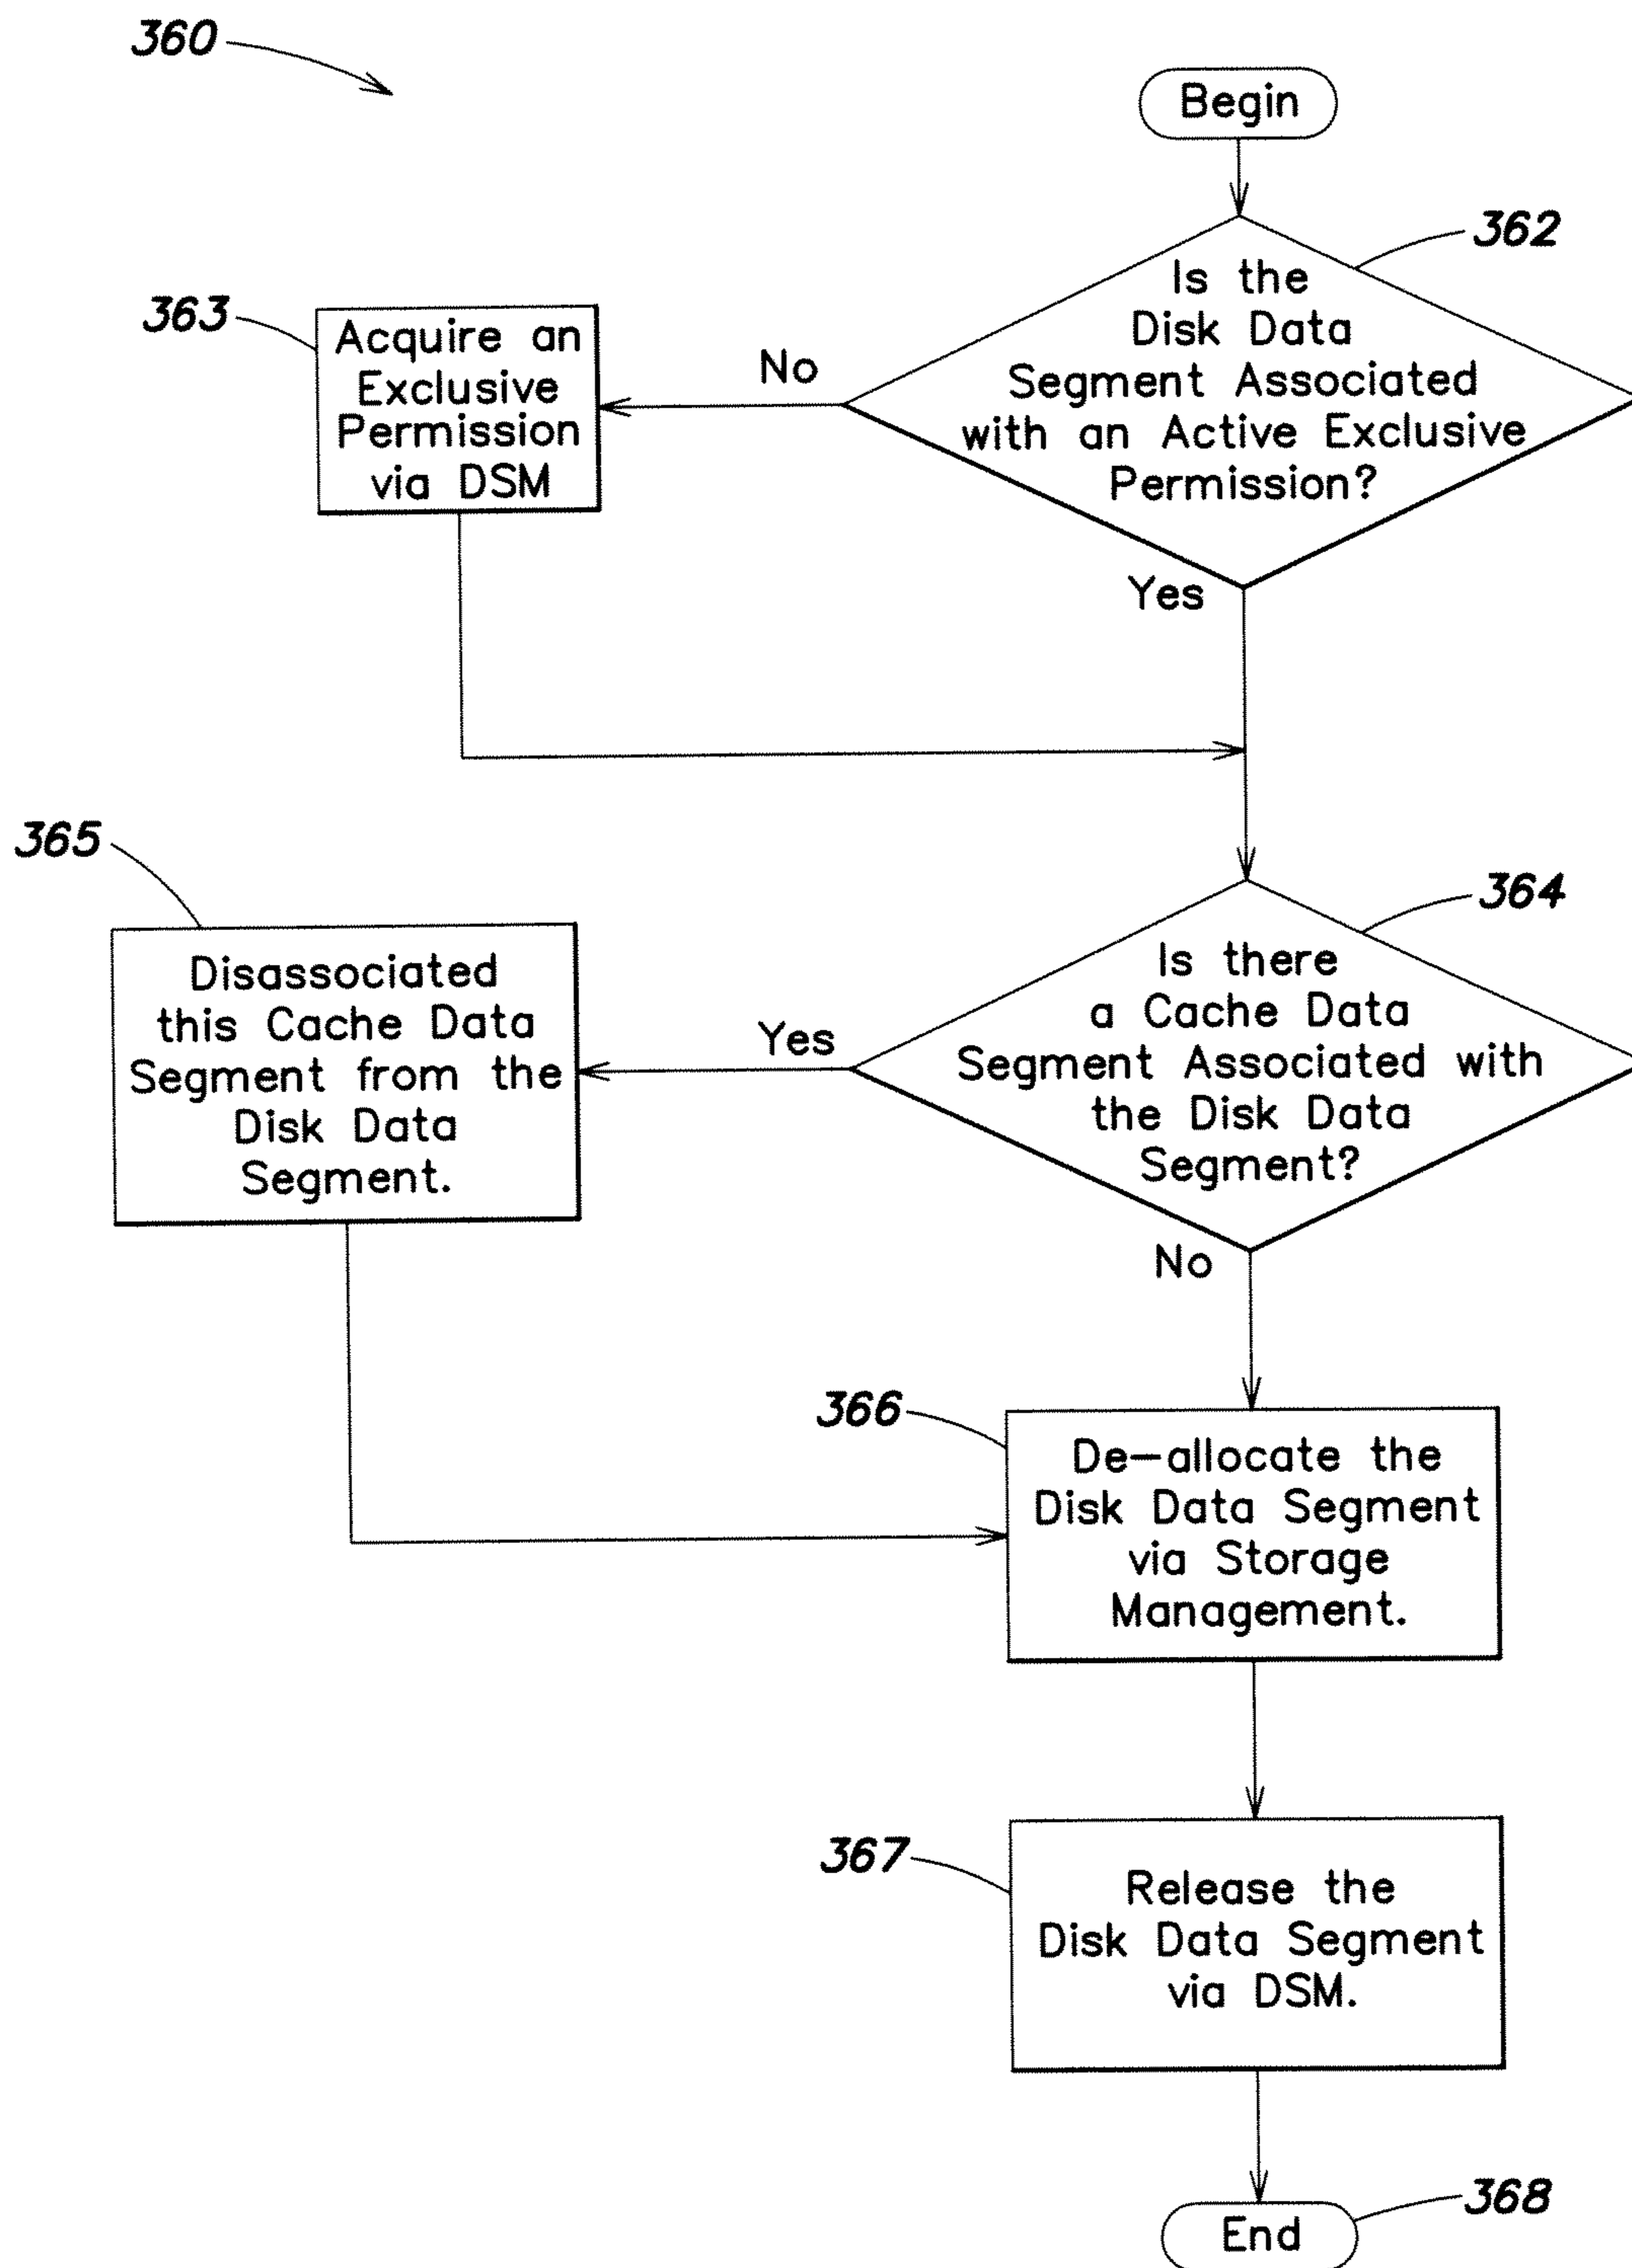 360
Begin
362
Is the
Disk Data
Segment Associated
with an Active Exclusive
Permission?
No
363
Acquire an
Exclusive
Permission
via DSM
Yes
364
Is there
a Cache Data
Segment Associated with
the Disk Data
Segment?
Yes
365
Disassociated
this Cache Data
Segment from the
Disk Data
Segment.
No
366
De-allocate the
Disk Data Segment
via Storage
Management.
367
Release the
Disk Data Segment
via DSM.
368
End